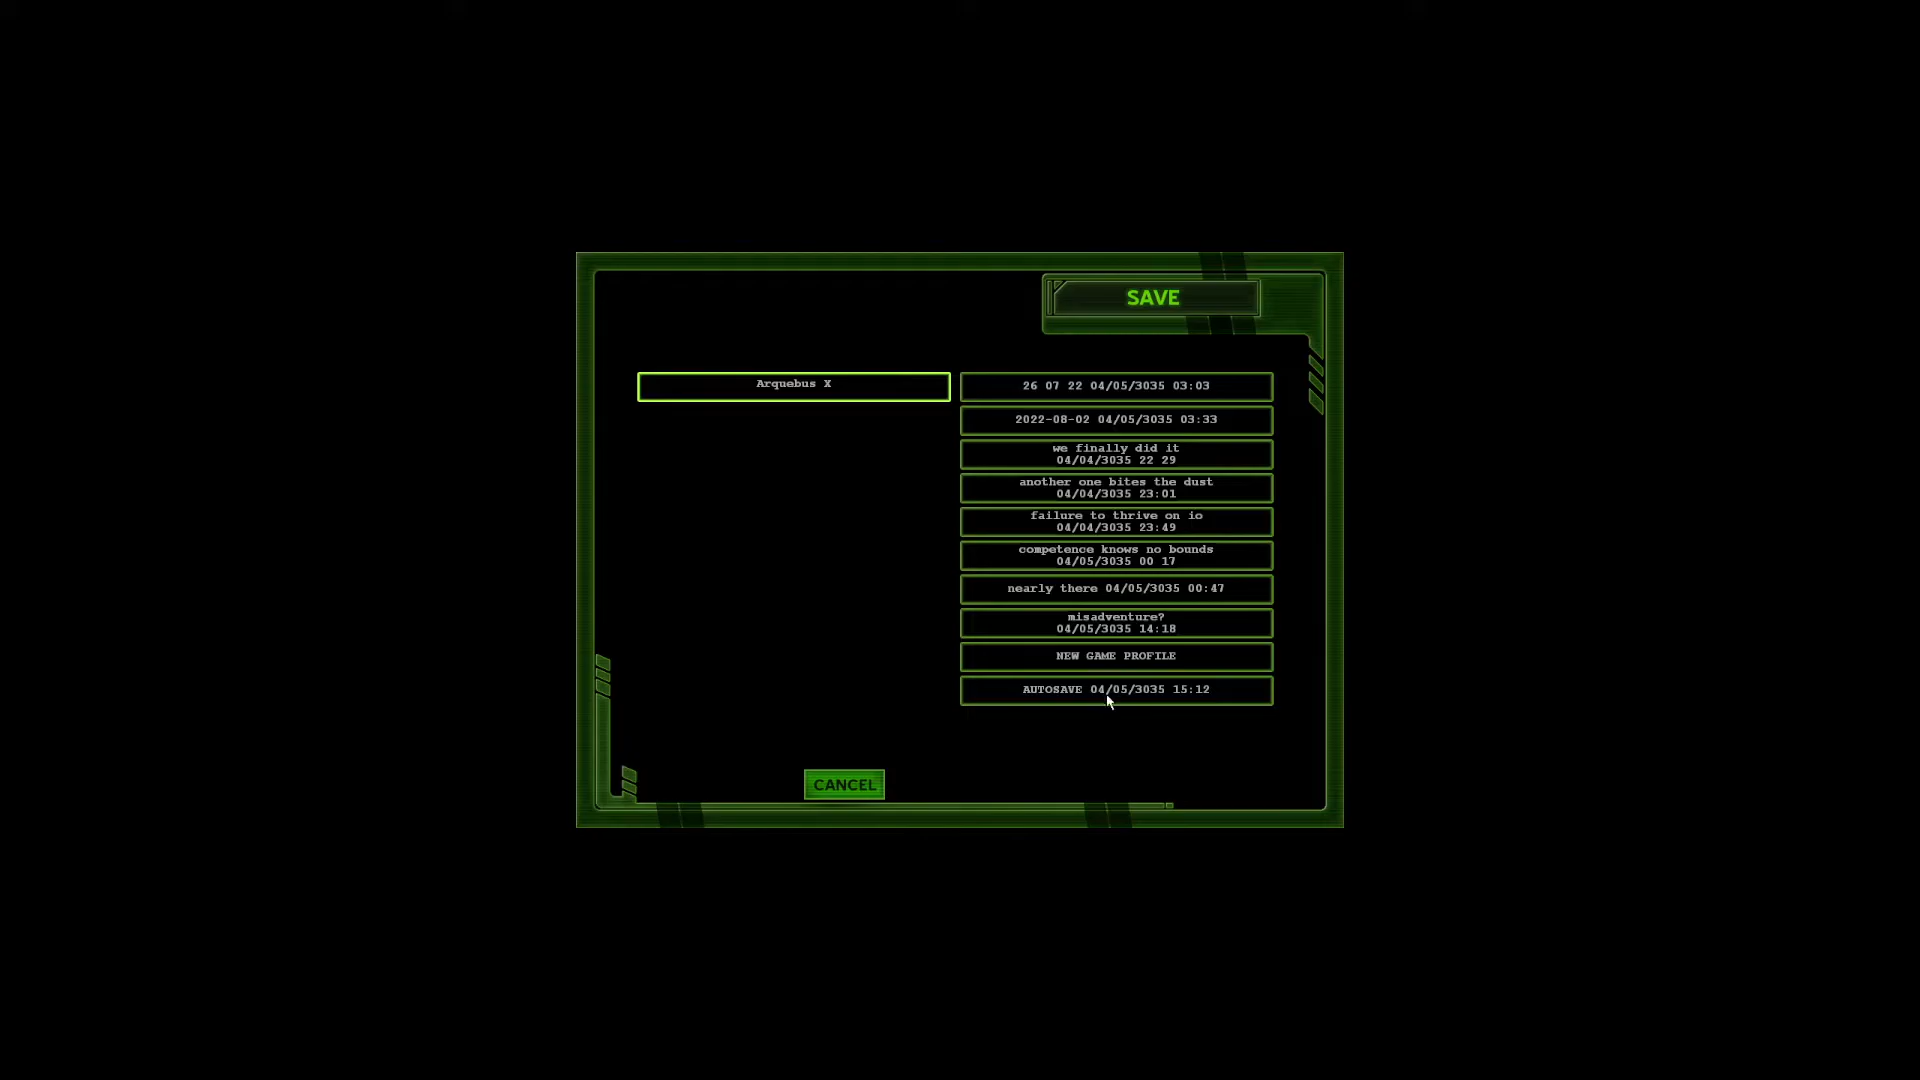 SAVE
Arquebus X
26 07 22 04/05/3035 03:03
2022-08-02 04/05/3035 03:33
we finally did it
04/04/3035 22 29
another one bites the dust
04/04/3035 23:01
failure to thrive on io
04/04/3035 23:49
competence knows no bounds
04/05/3035 00 17
nearly there 04/05/3035 00:47
misadventure?
04/05/3035 14:18
NEW GAME PROFILE
AUTOSAVE 04/05/3035 15:12
CANCEL